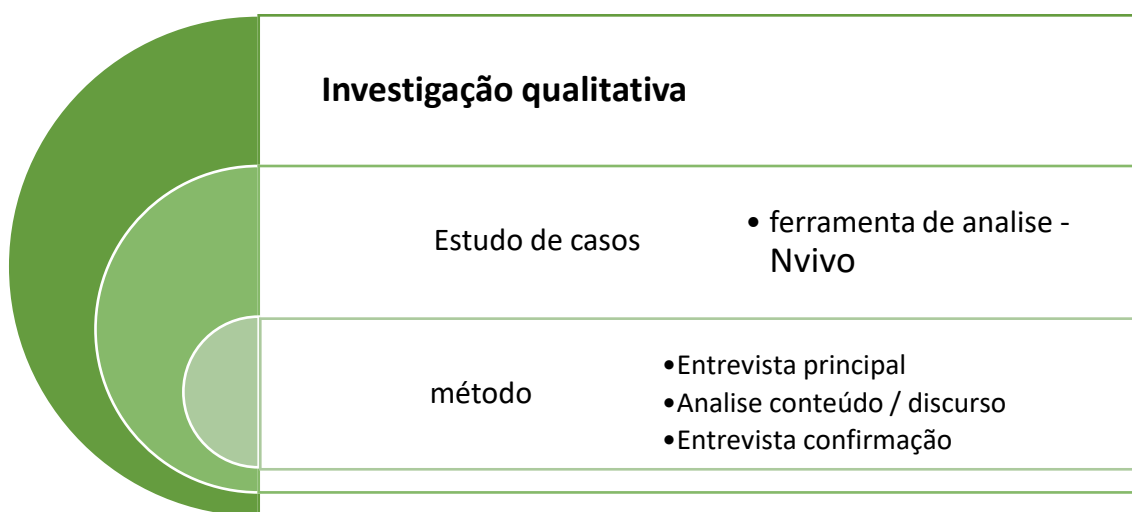 Investigação qualitativa
Estudo de casos
• ferramenta de analise -
Nvivo
método
•Entrevista principal
•Analise conteúdo / discurso
•Entrevista confirmação